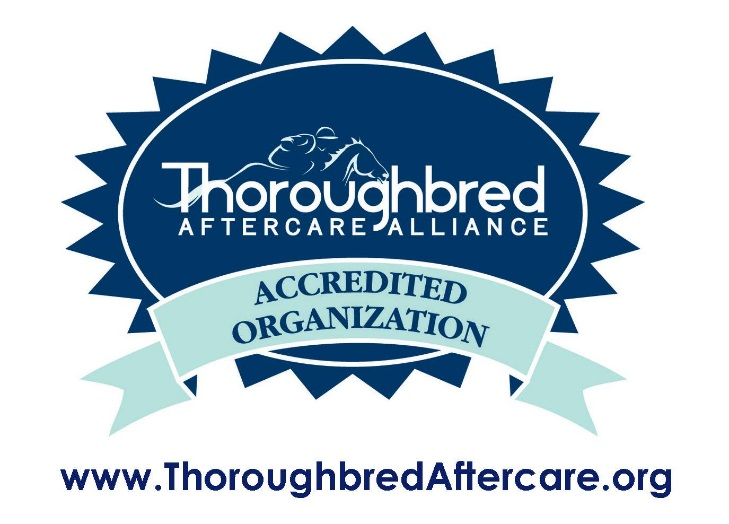 Thoroughbred
AFTERCARE ALLIANCE
ACCREDITED
ORGANIZATION
www.ThoroughbredAftercare.org